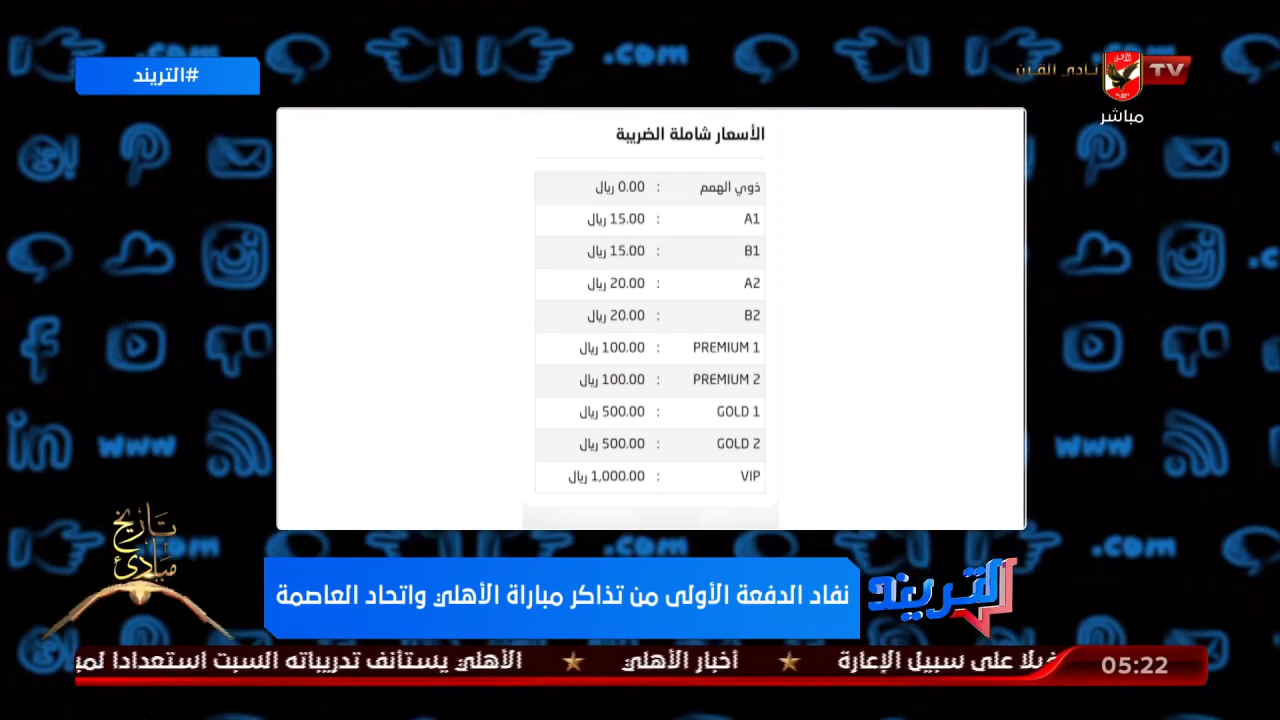 #التريند
نادي القرن
TV
مباشر
الأسعار شاملة الضريبة
ذوي الهمم : 0.00 ريال
A1 : 15.00 ريال
B1 : 15.00 ريال
A2 : 20.00 ريال
B2 : 20.00 ريال
PREMIUM 1 : 100.00 ريال
PREMIUM 2 : 100.00 ريال
GOLD 1 : 500.00 ريال
GOLD 2 : 500.00 ريال
VIP : 1,000.00 ريال
تاريخ
مبادئ
التريند
نفاد الدفعة الأولى من تذاكر مباراة الأهلي واتحاد العاصمة
على سبيل الإعارة ★ أخبار الأهلي ★ الأهلي يستأنف تدريباته السبت استعدادا
05:22
.com
www